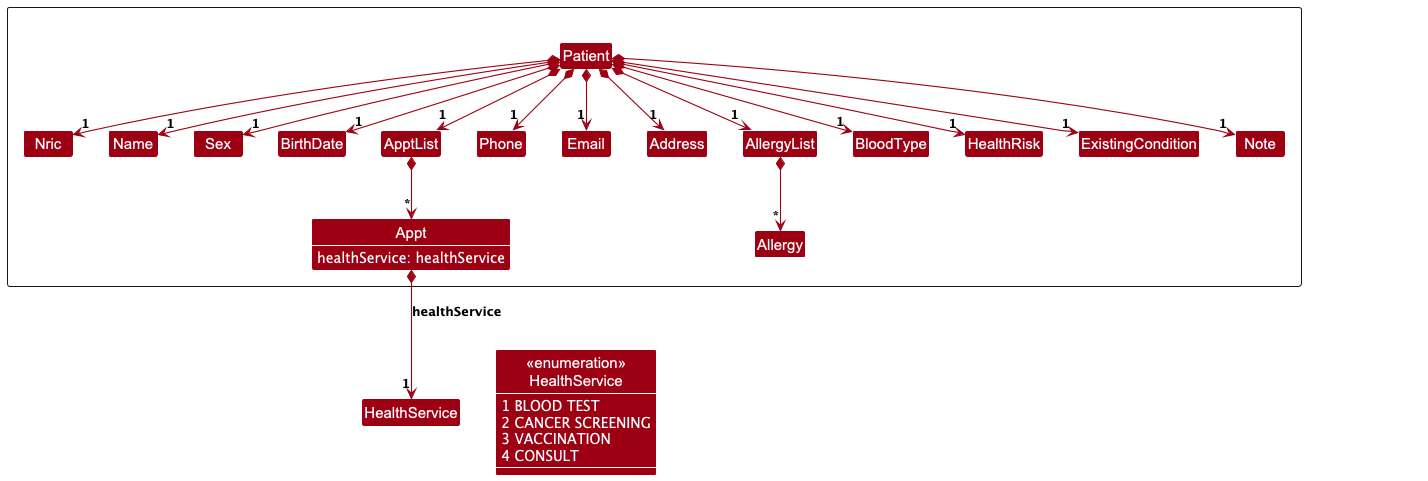 Patient
1 1 1 1 1 1 1 1 1 1 1 1 1
Nric Name Sex BirthDate ApptList Phone Email Address AllergyList BloodType HealthRisk ExistingCondition Note
* *
Appt
healthService: healthService
Allergy
healthService
1
HealthService
«enumeration»
HealthService
1 BLOOD TEST
2 CANCER SCREENING
3 VACCINATION
4 CONSULT